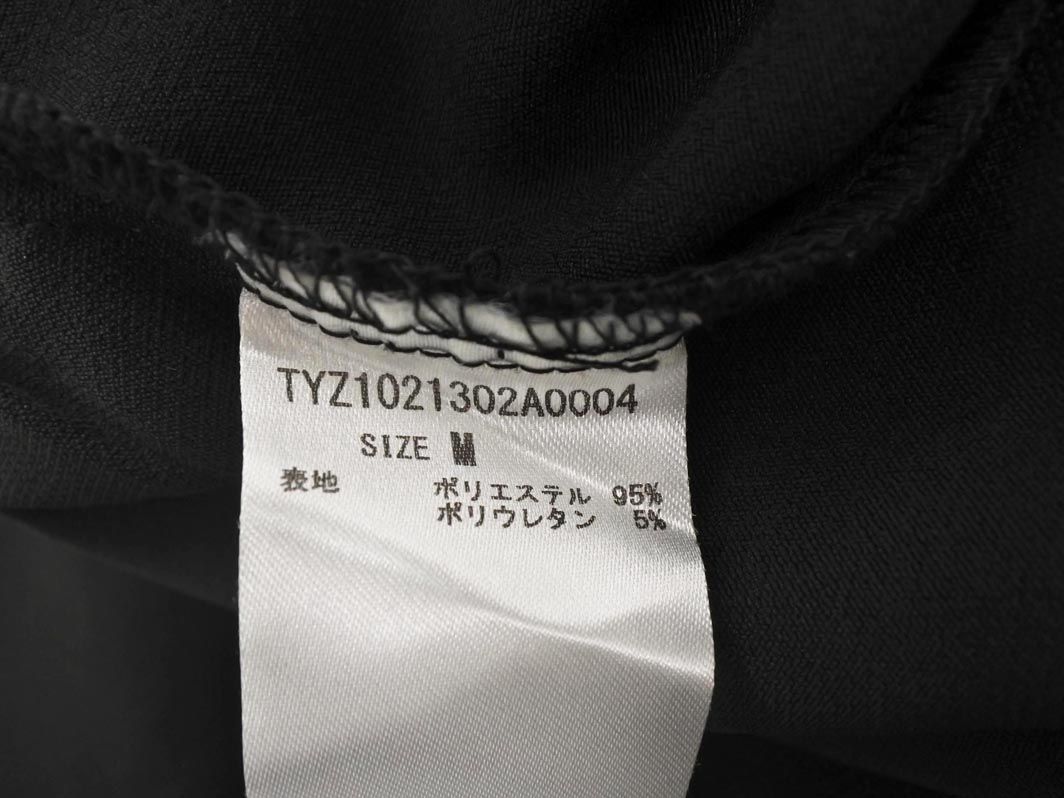 TYZ1021302A0004
SIZE M
表地 ポリエステル 95%
ポリウレタン 5%